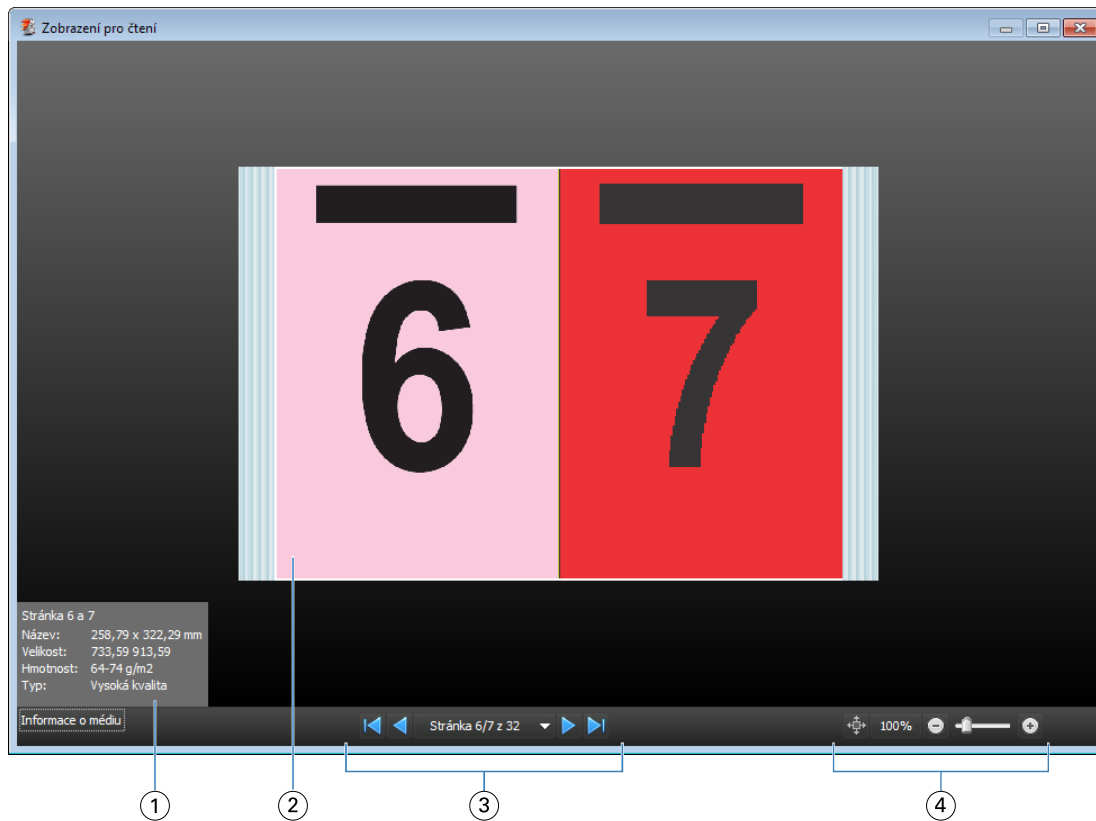 Zobrazení pro čtení
6 7
Stránka 6 a 7
Název: 258,79 x 322,29 mm
Velikost: 733,59 913,59
Hmotnost: 64-74 g/m2
Typ: Vysoká kvalita
Informace o médiu Stránka 6/7 z 32 100%
1 2 3 4